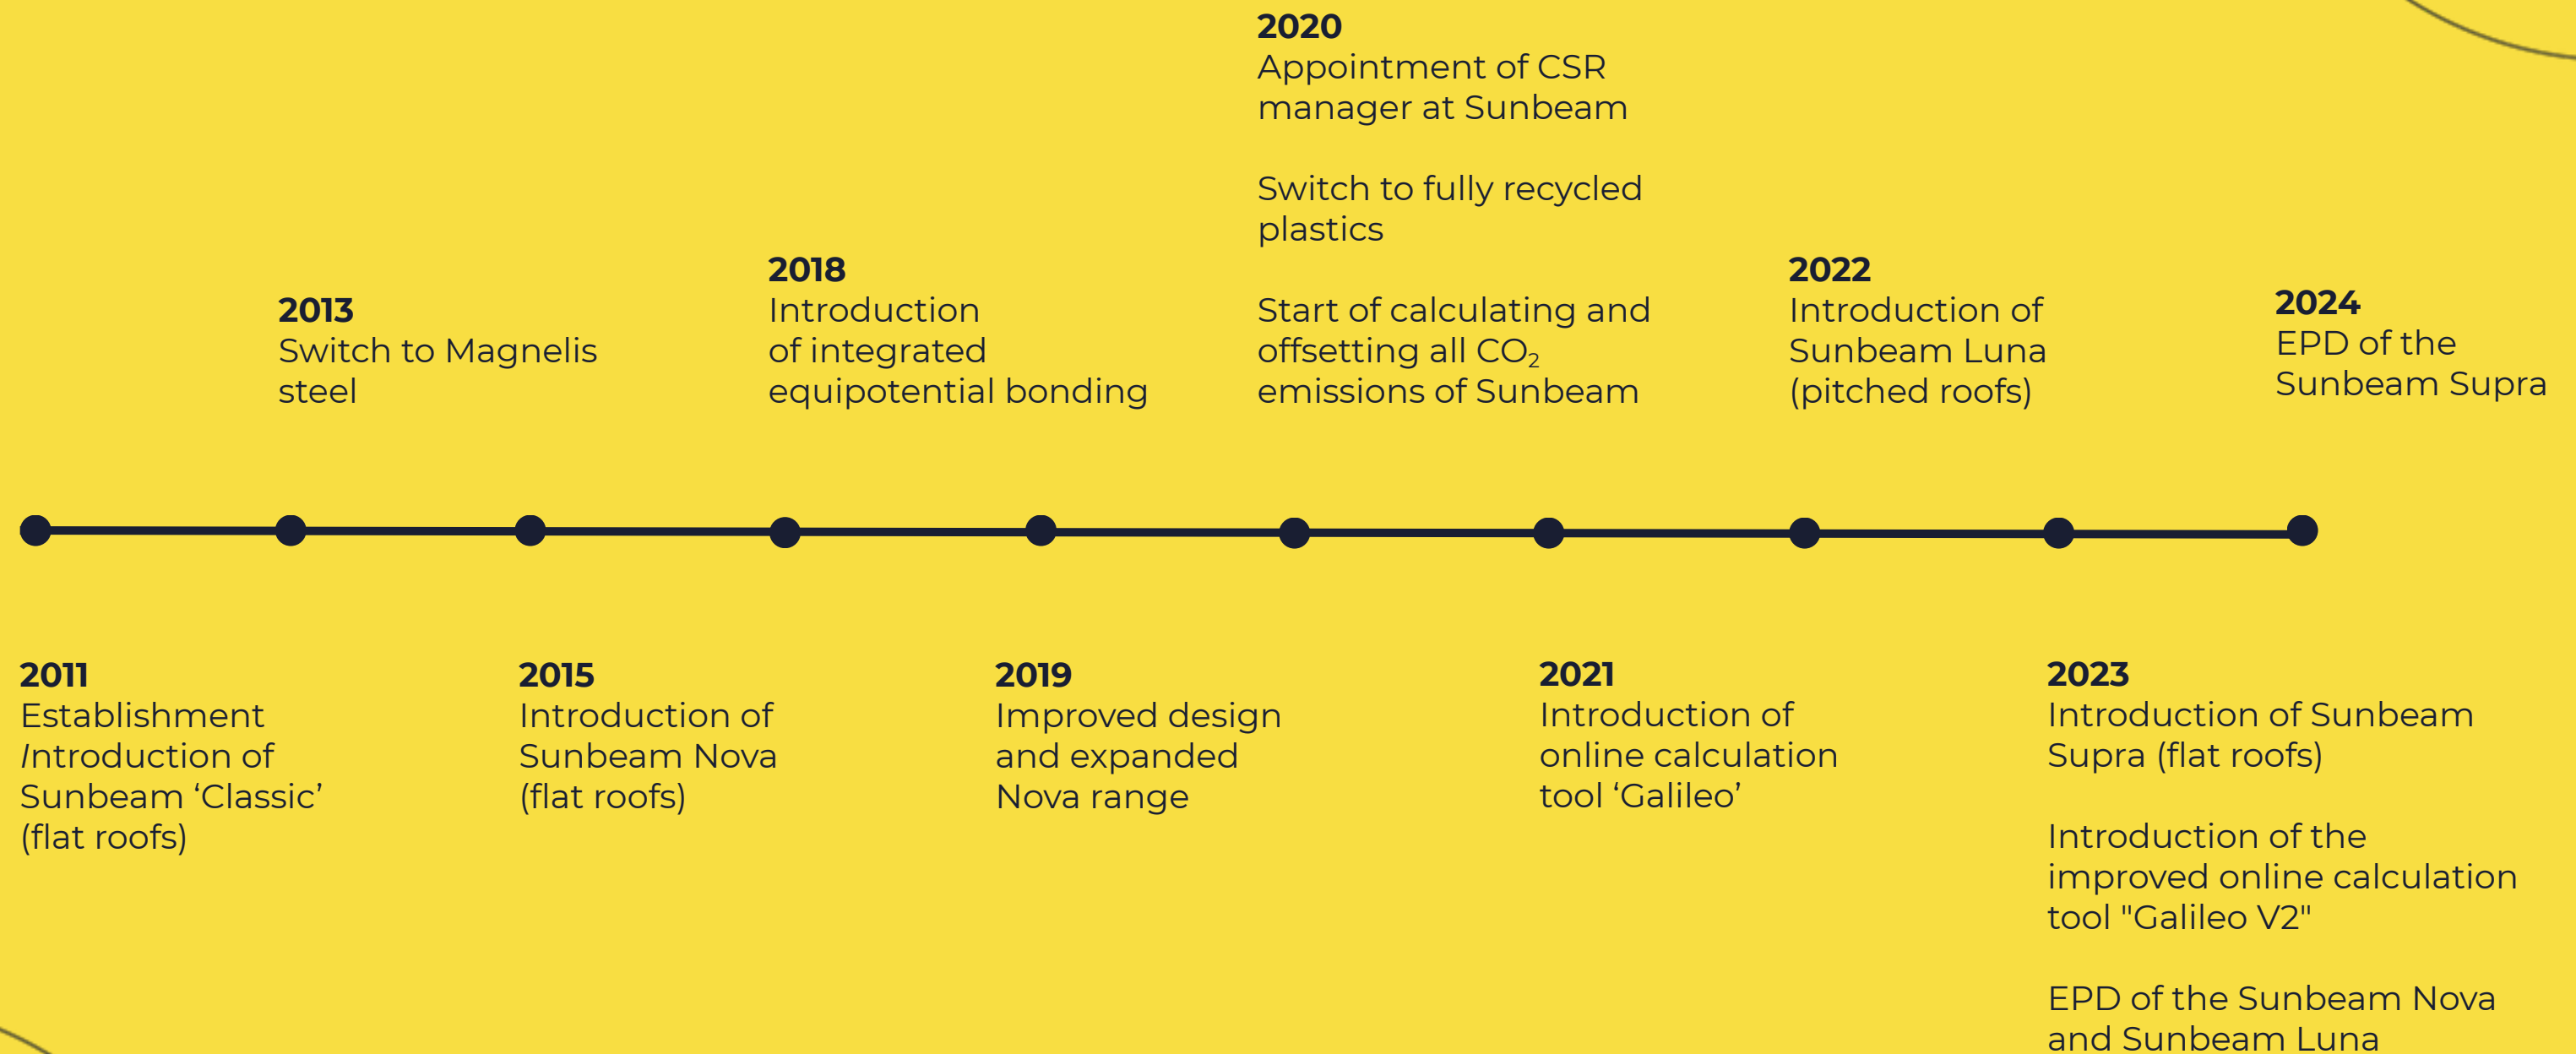 2020
Appointment of CSR
manager at Sunbeam
Switch to fully recycled
plastics
Start of calculating and
offsetting all CO₂
emissions of Sunbeam
2018
Introduction
of integrated
equipotential bonding
2022
Introduction of
Sunbeam Luna
(pitched roofs)
2013
Switch to Magnelis
steel
2024
EPD of the
Sunbeam Supra
2011
Establishment
Introduction of
Sunbeam ‘Classic’
(flat roofs)
2015
Introduction of
Sunbeam Nova
(flat roofs)
2019
Improved design
and expanded
Nova range
2021
Introduction of
online calculation
tool ‘Galileo’
2023
Introduction of Sunbeam
Supra (flat roofs)
Introduction of the
improved online calculation
tool "Galileo V2"
EPD of the Sunbeam Nova
and Sunbeam Luna